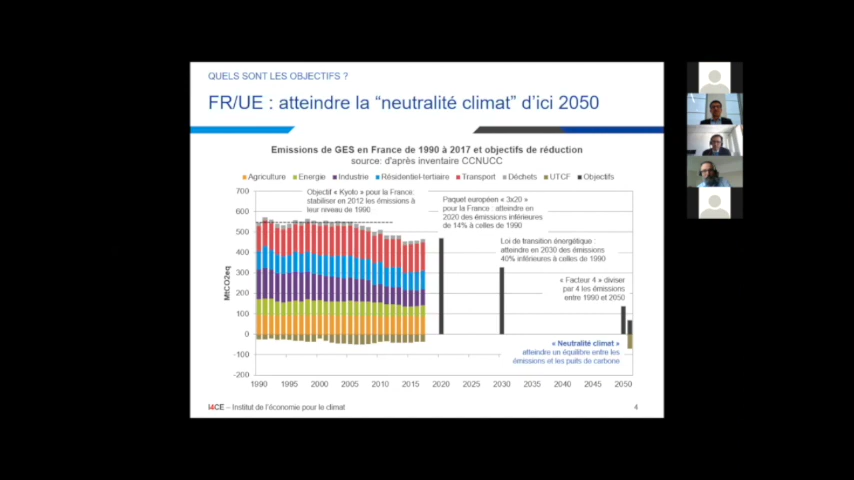 QUELS SONT LES OBJECTIFS ?
FR/UE : atteindre la “neutralité climat” d’ici 2050
Emissions de GES en France de 1990 à 2017 et objectifs de réduction
source: d'après inventaire CCNUCC
Agriculture Energie Industrie Résidentiel-tertiaire Transport Déchets UTCF Objectifs
700
600
500
400
300
200
100
0
-100
-200
MtCO2eq
Objectif « Kyoto » pour la France:
stabiliser en 2012 les émissions à
leur niveau de 1990
Paquet européen « 3x20 »
pour la France : atteindre en
2020 des émissions inférieures
de 14% à celles de 1990
Loi de transition énergétique :
atteindre en 2030 des émissions
40% inférieures à celles de 1990
« Facteur 4 » diviser
par 4 les émissions
entre 1990 et 2050
« Neutralité climat »
atteindre un équilibre entre les
émissions et les puits de carbone
1990 1995 2000 2005 2010 2015 2020 2025 2030 2035 2040 2045 2050
I4CE – Institut de l'économie pour le climat
4